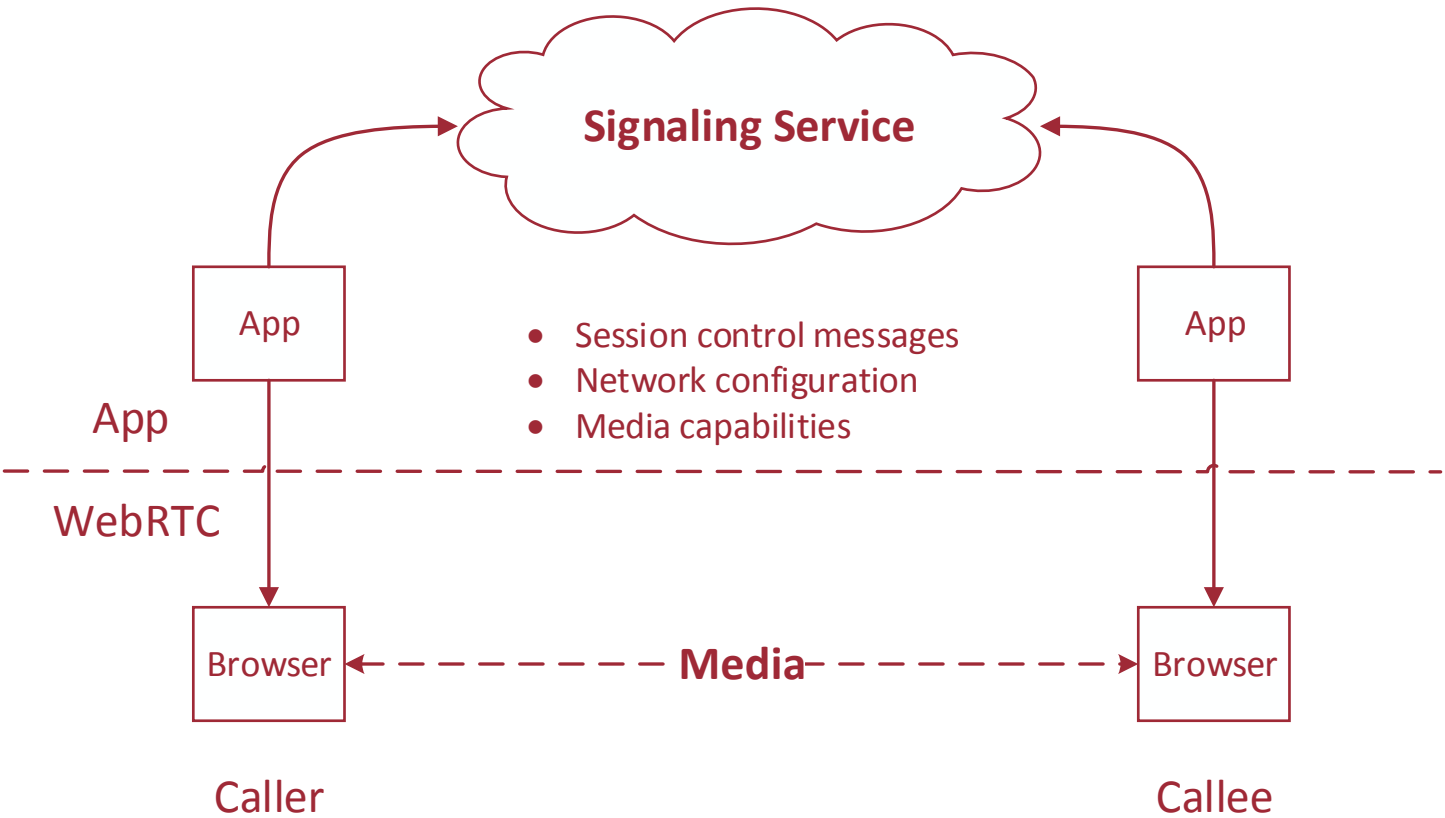 Signaling Service
App
App
• Session control messages
• Network configuration
• Media capabilities
App
WebRTC
Browser
Media
Browser
Caller
Callee